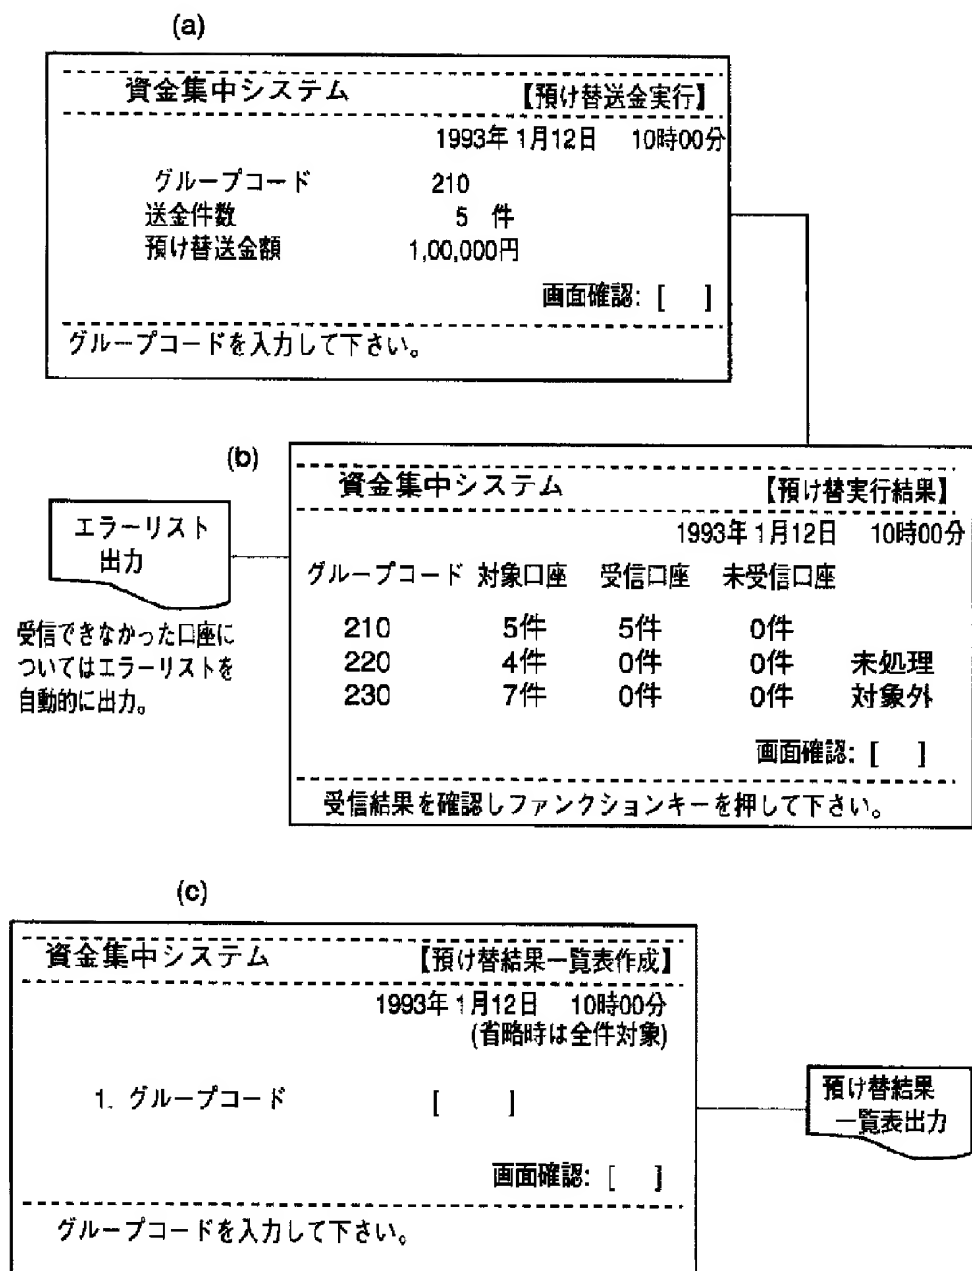 (a)
資金集中システム 【預け替送金実行】
1993年1月12日 10時00分
グループコード 210
送金件数 5 件
預け替送金額 1,00,000円
画面確認: [ ]
グループコードを入力して下さい。
(b)
資金集中システム 【預け替実行結果】
1993年1月12日 10時00分
グループコード 対象口座 受信口座 未受信口座
210 5件 5件 0件
220 4件 0件 0件 未処理
230 7件 0件 0件 対象外
画面確認: [ ]
受信結果を確認しファンクションキーを押して下さい。
エラーリスト
出力
受信できなかった口座に
ついてはエラーリストを
自動的に出力。
(c)
資金集中システム 【預け替結果一覧表作成】
1993年1月12日 10時00分
(省略時は全件対象)
1. グループコード [ ]
画面確認: [ ]
グループコードを入力して下さい。
預け替結果
一覧表出力